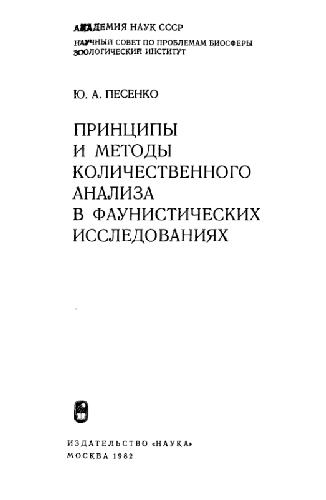 АКАДЕМИЯ НАУК СССР
НАУЧНЫЙ СОВЕТ ПО ПРОБЛЕМАМ БИОСФЕРЫ
ЗООЛОГИЧЕСКИЙ ИНСТИТУТ
Ю. А. ПЕСЕНКО
ПРИНЦИПЫ
И МЕТОДЫ
КОЛИЧЕСТВЕННОГО
АНАЛИЗА
В ФАУНИСТИЧЕСКИХ
ИССЛЕДОВАНИЯХ
ИЗДАТЕЛЬСТВО «НАУКА»
МОСКВА 1982